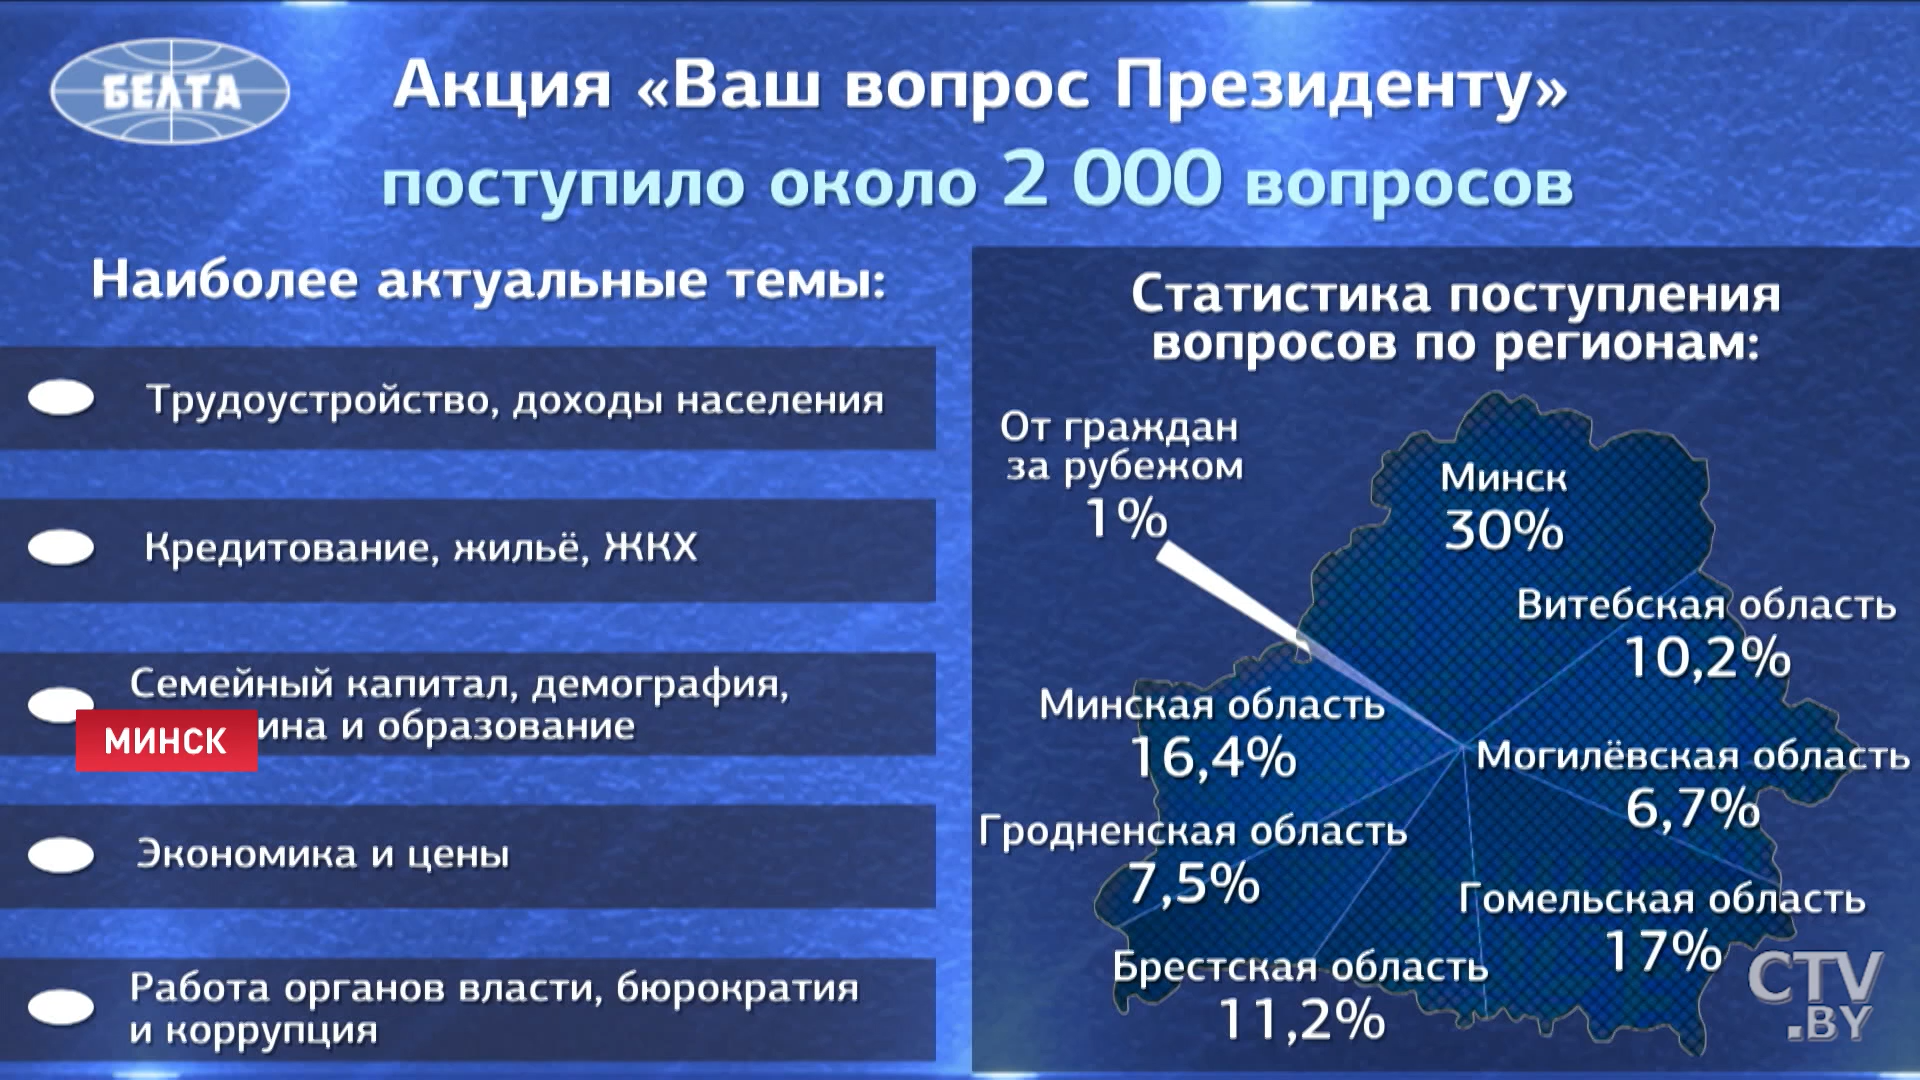 БЕЛТА
Акция «Ваш вопрос Президенту»
поступило около 2 000 вопросов
Наиболее актуальные темы:
Трудоустройство, доходы населения
Кредитование, жильё, ЖКХ
Семейный капитал, демография,
и образование
МИНСК
Экономика и цены
Работа органов власти, бюрократия
и коррупция
Статистика поступления
вопросов по регионам:
От граждан
за рубежом
1%
Минск
30%
Витебская область
10,2%
Минская область
16,4%
Могилёвская область
6,7%
Гродненская область
7,5%
Гомельская область
17%
Брестская область
11,2%
CTV
.BY